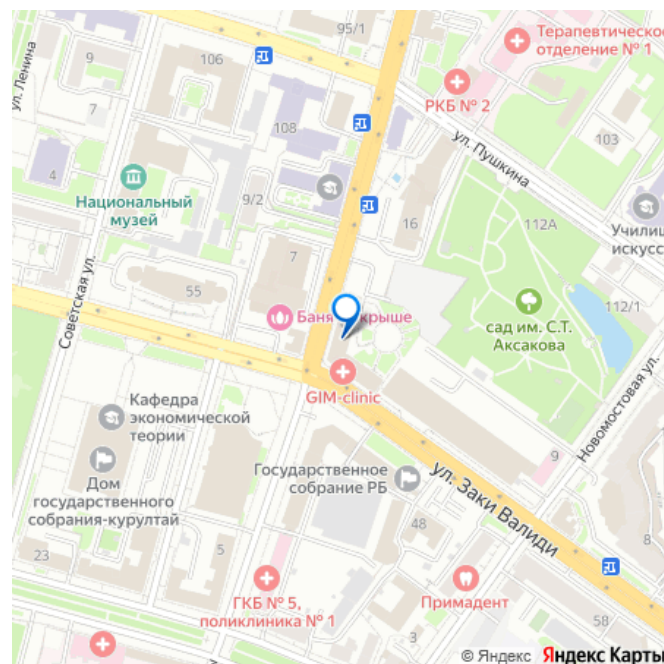 95/1
Терапевтическое
отделение № 1
9
106
ул. Ленина
7
РКБ № 2
108
103
ул. Пушкина
4
Национальный
музей
9/2
16
112А
Училищ
искусс
7
55
Советская ул.
Баня
крыше
сад им. С.Т.
Аксакова
112/1
GIM-clinic
Новомостовая ул.
Кафедра
экономической
теории
Дом
государственного
собрания-курултай
5
Государственное
собрание РБ
ул. Заки Валиди
9
48
23
ГКБ № 5,
поликлиника № 1
Примадент
58
© Яндекс Яндекс Карты